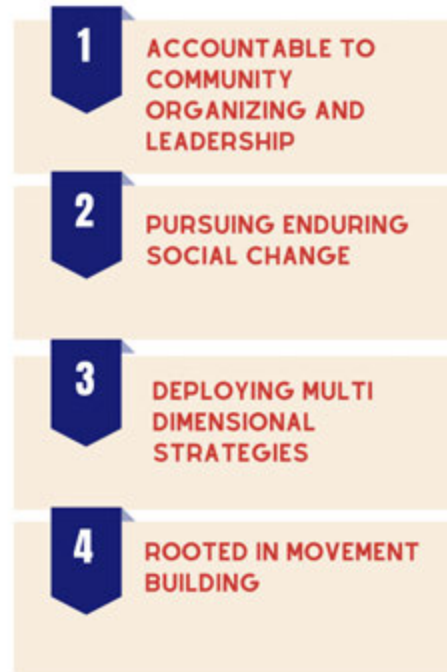 1
ACCOUNTABLE TO
COMMUNITY
ORGANIZING AND
LEADERSHIP
2
PURSUING ENDURING
SOCIAL CHANGE
3
DEPLOYING MULTI
DIMENSIONAL
STRATEGIES
4
ROOTED IN MOVEMENT
BUILDING